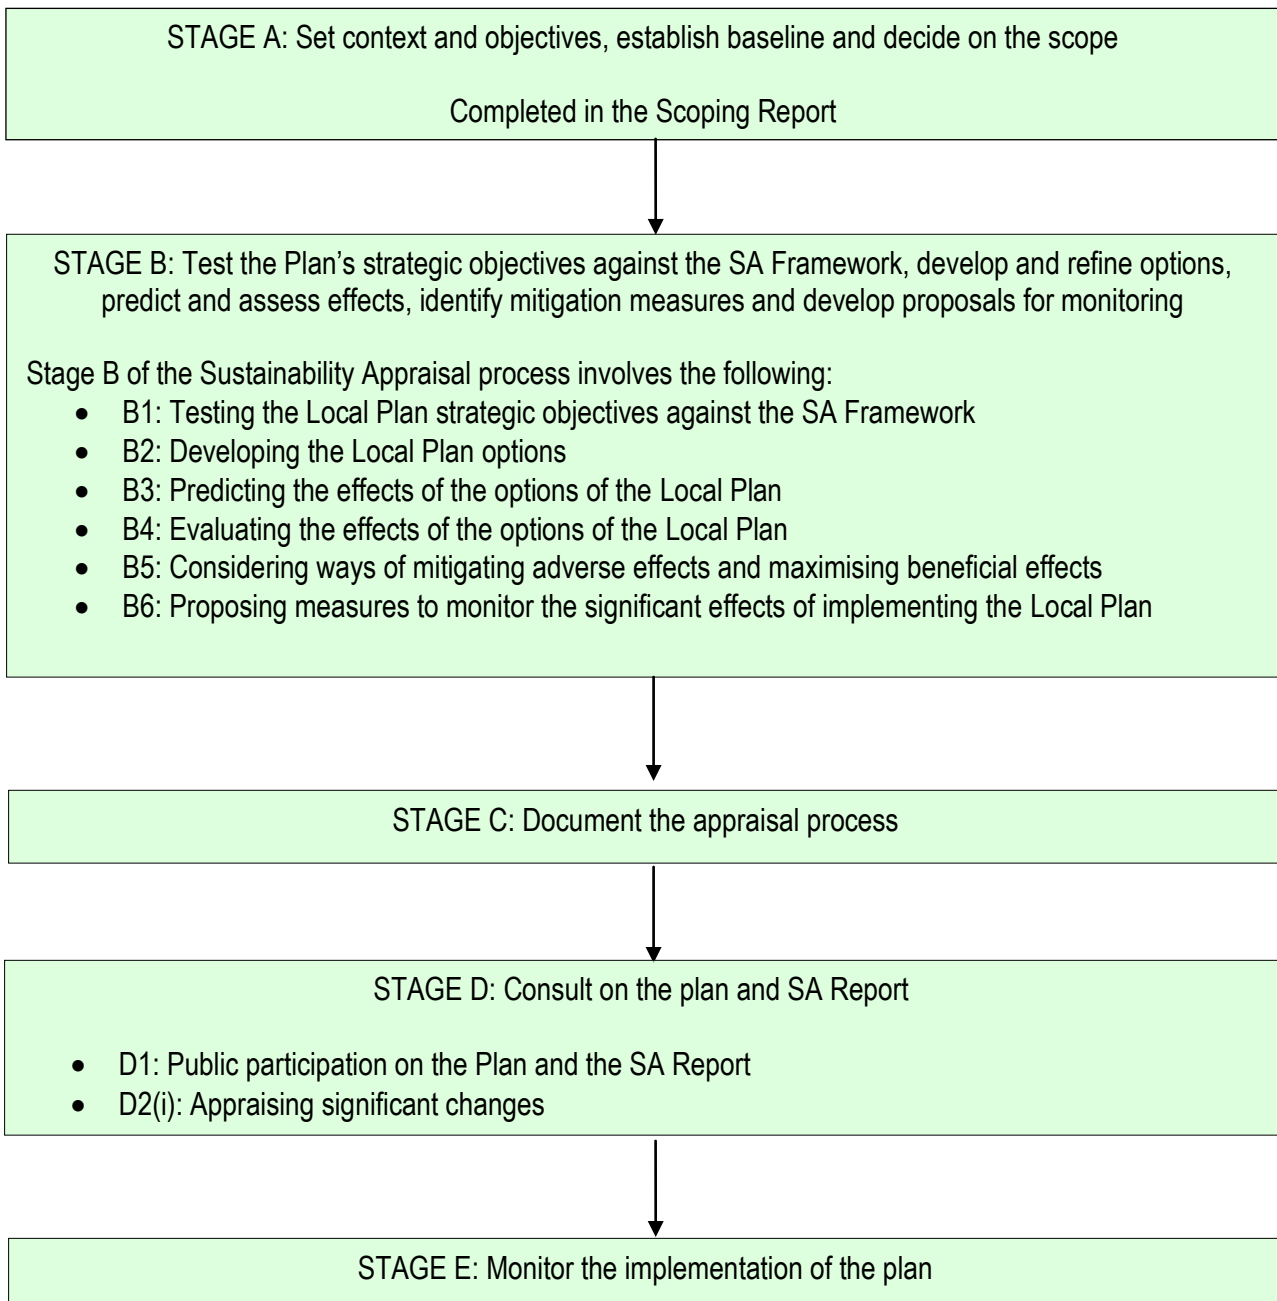 STAGE A: Set context and objectives, establish baseline and decide on the scope
Completed in the Scoping Report
STAGE B: Test the Plan’s strategic objectives against the SA Framework, develop and refine options,
predict and assess effects, identify mitigation measures and develop proposals for monitoring
Stage B of the Sustainability Appraisal process involves the following:
• B1: Testing the Local Plan strategic objectives against the SA Framework
• B2: Developing the Local Plan options
• B3: Predicting the effects of the options of the Local Plan
• B4: Evaluating the effects of the options of the Local Plan
• B5: Considering ways of mitigating adverse effects and maximising beneficial effects
• B6: Proposing measures to monitor the significant effects of implementing the Local Plan
STAGE C: Document the appraisal process
STAGE D: Consult on the plan and SA Report
• D1: Public participation on the Plan and the SA Report
• D2(i): Appraising significant changes
STAGE E: Monitor the implementation of the plan